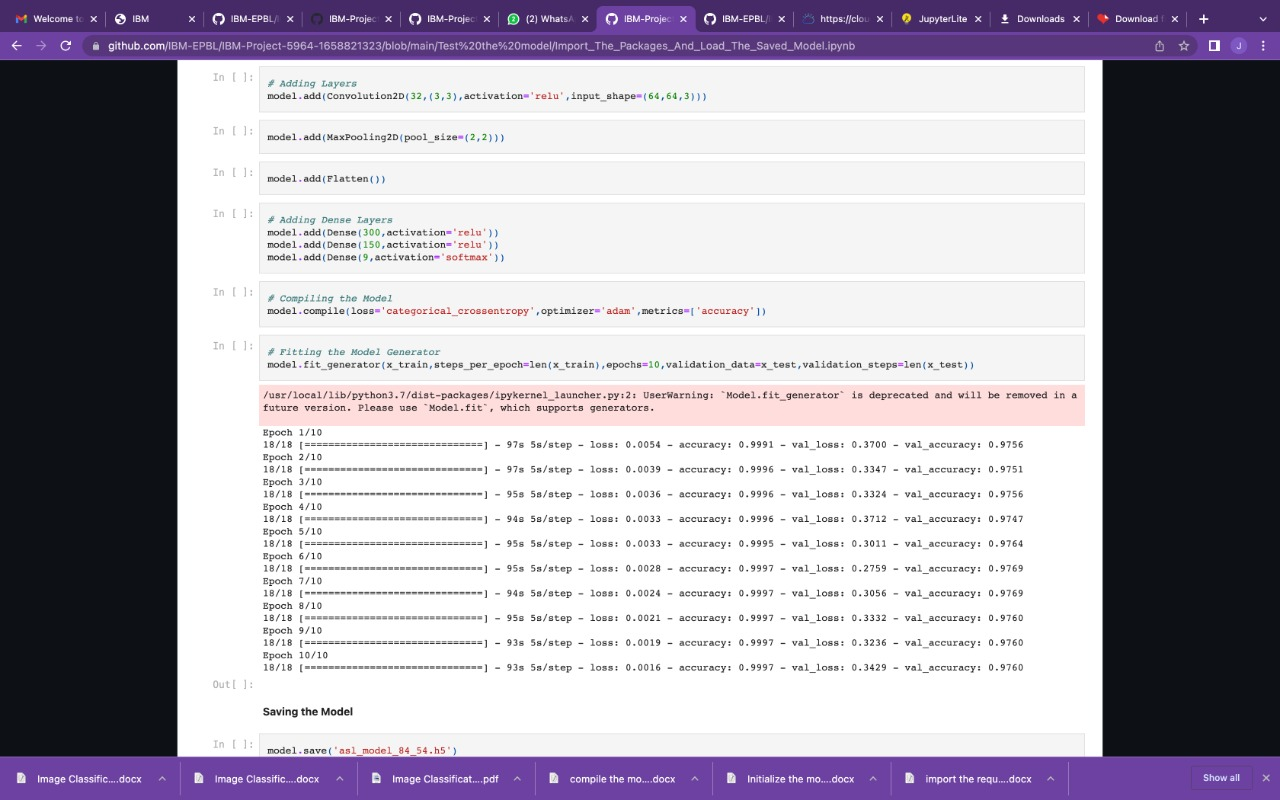 Welcome to
IBM
IBM-EPBL/I
IBM-Projec
IBM-Projec
(2) WhatsA
IBM-Projec
IBM-EPBL/I
https://clou
JupyterLite
Downloads
Download f
github.com/IBM-EPBL/IBM-Project-5964-1658821323/blob/main/Test%20the%20model/Import_The_Packages_And_Load_The_Saved_Model.ipynb
J
In [ ]:
# Adding Layers
model.add(Convolution2D(32,(3,3),activation='relu',input_shape=(64,64,3)))
In [ ]:
model.add(MaxPooling2D(pool_size=(2,2)))
In [ ]:
model.add(Flatten())
In [ ]:
# Adding Dense Layers
model.add(Dense(300,activation='relu'))
model.add(Dense(150,activation='relu'))
model.add(Dense(9,activation='softmax'))
In [ ]:
# Compiling the Model
model.compile(loss='categorical_crossentropy',optimizer='adam',metrics=['accuracy'])
In [ ]:
# Fitting the Model Generator
model.fit_generator(x_train,steps_per_epoch=len(x_train),epochs=10,validation_data=x_test,validation_steps=len(x_test))
/usr/local/lib/python3.7/dist-packages/ipykernel_launcher.py:2: UserWarning: `Model.fit_generator` is deprecated and will be removed in a
future version. Please use `Model.fit`, which supports generators.
Epoch 1/10
18/18 [==============================] - 97s 5s/step - loss: 0.0054 - accuracy: 0.9991 - val_loss: 0.3700 - val_accuracy: 0.9756
Epoch 2/10
18/18 [==============================] - 97s 5s/step - loss: 0.0039 - accuracy: 0.9996 - val_loss: 0.3347 - val_accuracy: 0.9751
Epoch 3/10
18/18 [==============================] - 95s 5s/step - loss: 0.0036 - accuracy: 0.9996 - val_loss: 0.3324 - val_accuracy: 0.9756
Epoch 4/10
18/18 [==============================] - 94s 5s/step - loss: 0.0033 - accuracy: 0.9996 - val_loss: 0.3712 - val_accuracy: 0.9747
Epoch 5/10
18/18 [==============================] - 95s 5s/step - loss: 0.0033 - accuracy: 0.9995 - val_loss: 0.3011 - val_accuracy: 0.9764
Epoch 6/10
18/18 [==============================] - 95s 5s/step - loss: 0.0028 - accuracy: 0.9997 - val_loss: 0.2759 - val_accuracy: 0.9769
Epoch 7/10
18/18 [==============================] - 94s 5s/step - loss: 0.0024 - accuracy: 0.9997 - val_loss: 0.3056 - val_accuracy: 0.9769
Epoch 8/10
18/18 [==============================] - 95s 5s/step - loss: 0.0021 - accuracy: 0.9997 - val_loss: 0.3332 - val_accuracy: 0.9760
Epoch 9/10
18/18 [==============================] - 93s 5s/step - loss: 0.0019 - accuracy: 0.9997 - val_loss: 0.3236 - val_accuracy: 0.9760
Epoch 10/10
18/18 [==============================] - 93s 5s/step - loss: 0.0016 - accuracy: 0.9997 - val_loss: 0.3429 - val_accuracy: 0.9760
Out[ ]:
Saving the Model
In [ ]:
model.save('asl_model_84_54.h5')
Image Classific....docx
Image Classific....docx
Image Classificat....pdf
compile the mo....docx
Initialize the mo....docx
import the requ....docx
Show all